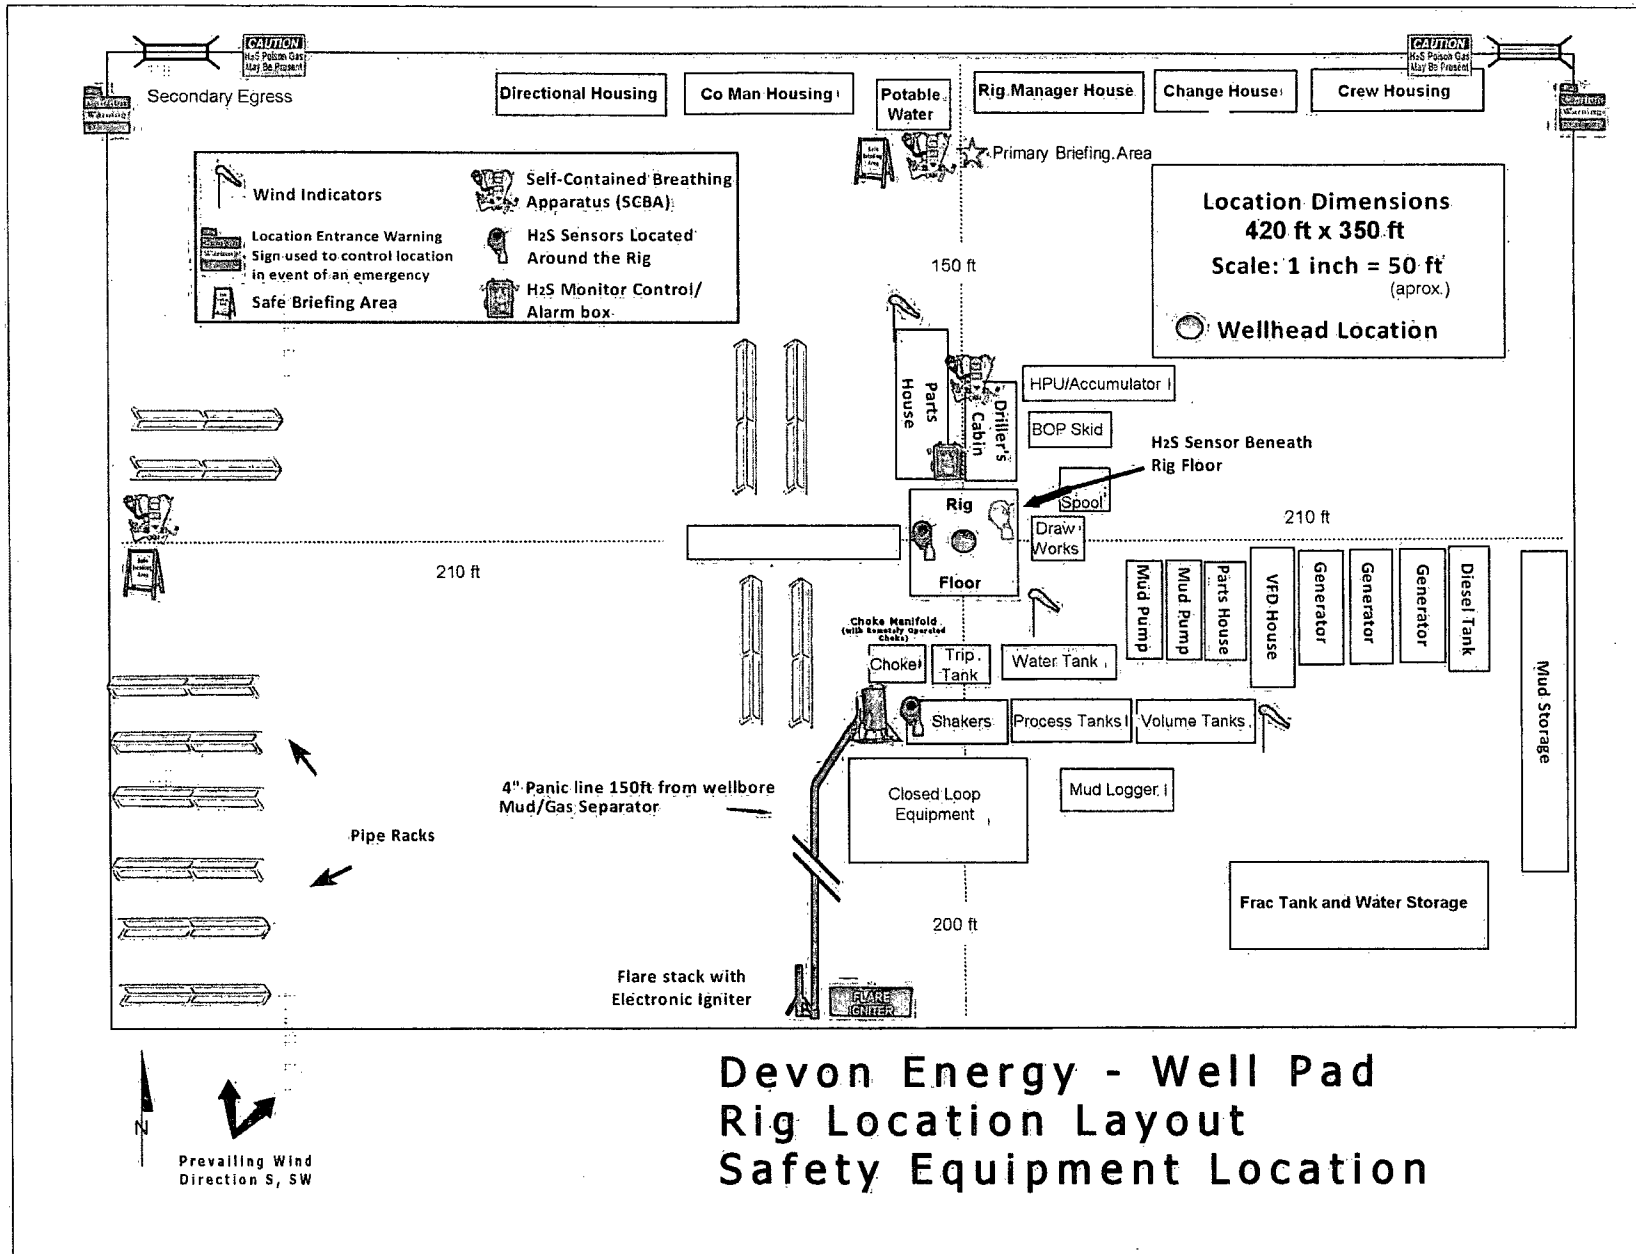 CAUTION
H2S Poison Gas
May Be Present
CAUTION
H2S Poison Gas
May Be Present
Secondary Egress
Warning
Caution
Warning
Directional Housing
Co Man Housing
Potable
Water
Rig Manager House
Change House
Crew Housing
Primary Briefing Area
Wind Indicators
Location Entrance Warning
Sign used to control location
in event of an emergency
Safe Briefing Area
Self-Contained Breathing
Apparatus (SCBA)
H2S Sensors Located
Around the Rig
H2S Monitor Control/
Alarm box
Location Dimensions
420 ft x 350 ft
Scale: 1 inch = 50 ft
(aprox.)
Wellhead Location
150 ft
Parts
House
Driller's
Cabin
HPU/Accumulator
BOP Skid
H2S Sensor Beneath
Rig Floor
Spool
Rig
Floor
Draw
Works
210 ft
210 ft
Mud Pump
Mud Pump
Parts House
VFD House
Generator
Generator
Generator
Diesel Tank
Mud Storage
Choke Manifold
(with Remotely Operated
Choke)
Choke
Trip
Tank
Water Tank
Shakers
Process Tanks
Volume Tanks
4" Panic line 150ft from wellbore
Mud/Gas Separator
Closed Loop
Equipment
Mud Logger
Pipe Racks
Frac Tank and Water Storage
200 ft
Flare stack with
Electronic Igniter
FLARE
IGNITER
N
Prevailing Wind
Direction S, SW
Devon Energy - Well Pad
Rig Location Layout
Safety Equipment Location